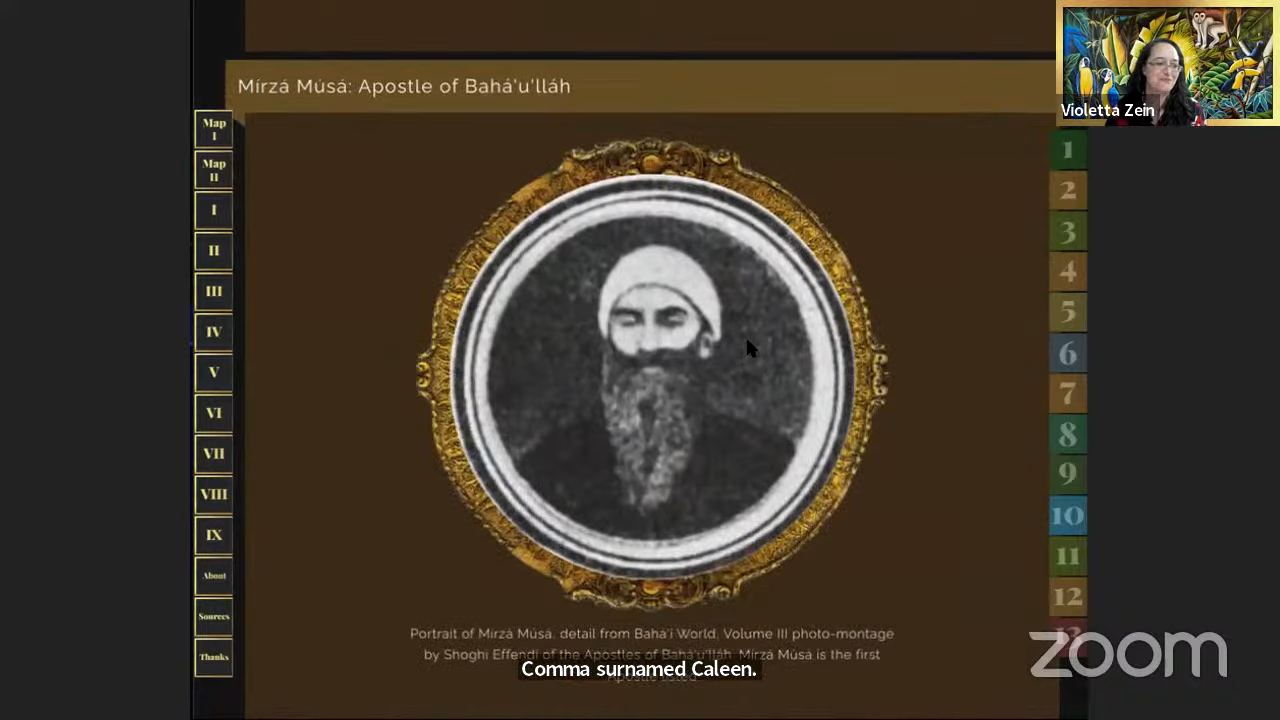 Mírzá Músá: Apostle of Bahá'u'lláh
Violetta Zein
Map
I
Map
II
I
II
III
IV
V
VI
VII
VIII
IX
About
Sources
Thanks
1
2
3
4
5
6
7
8
9
10
11
12
13
Portrait of Mírzá Músá, detail from Bahá'í World, Volume III photo-montage
by Shoghi Effendi of the Apostles of Bahá'u'lláh. Mírzá Músá is the first
Comma surnamed Caleen.
zoom